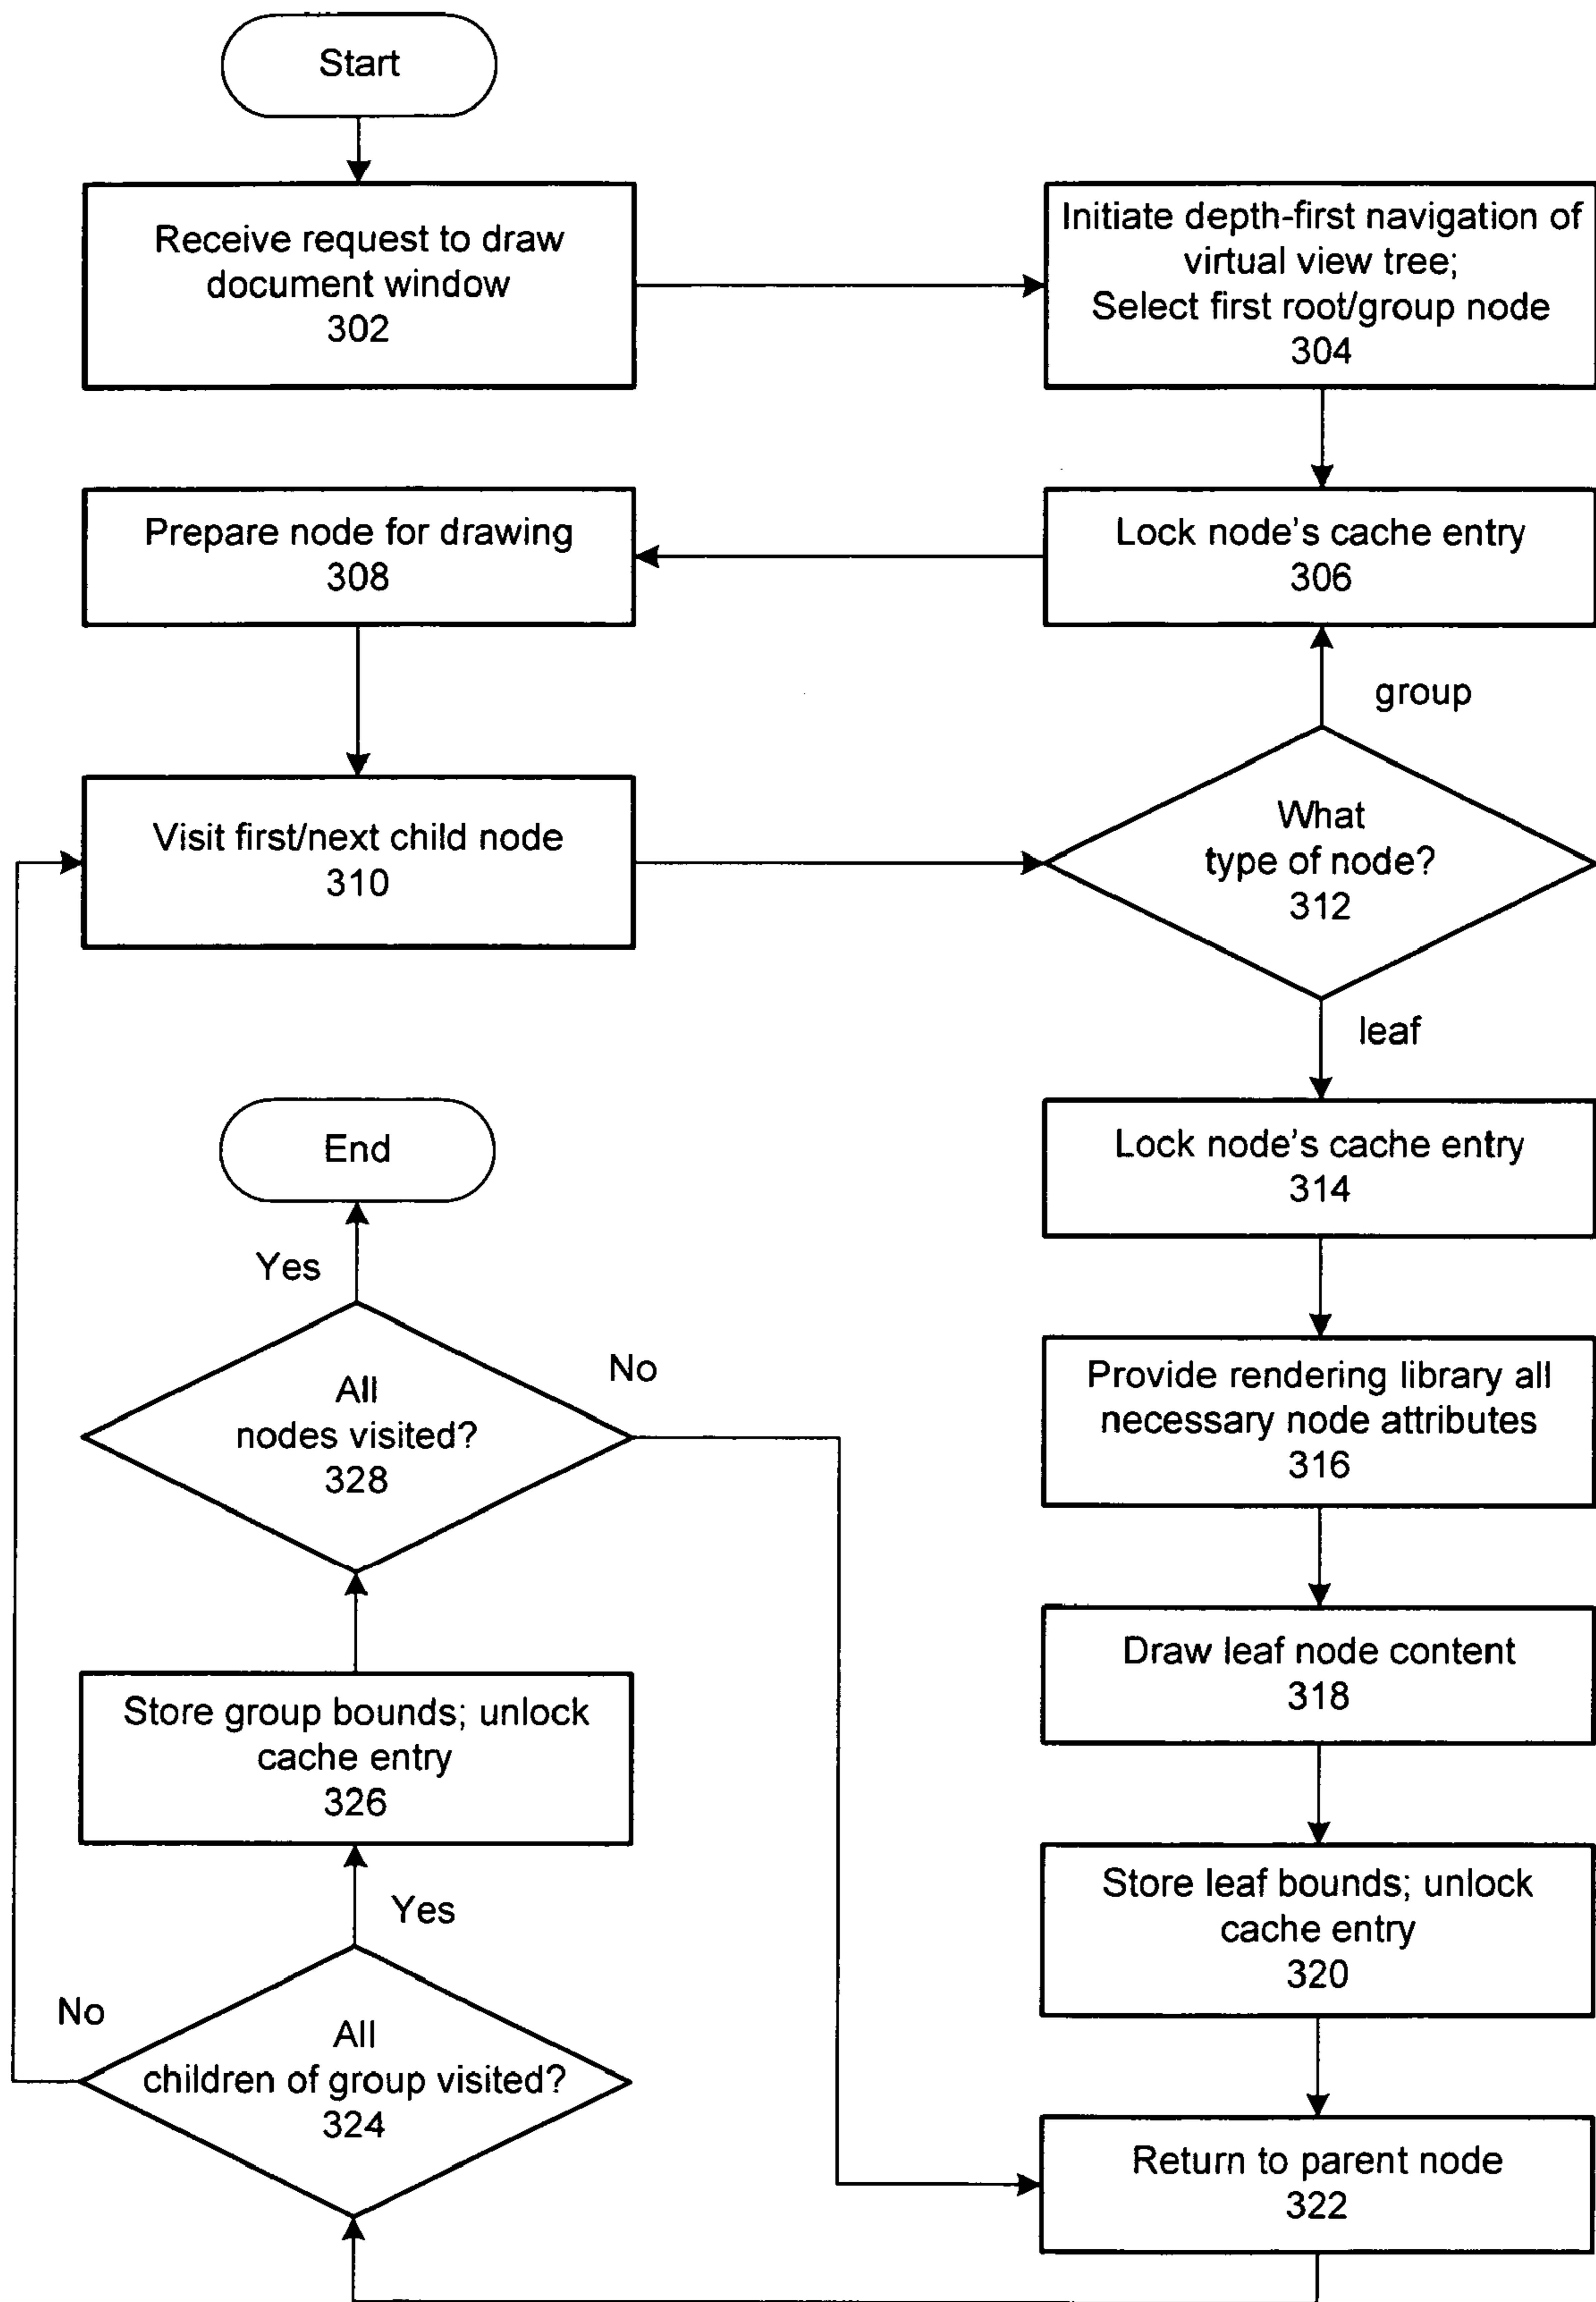 Start
Receive request to draw
document window
302
Initiate depth-first navigation of
virtual view tree;
Select first root/group node
304
Prepare node for drawing
308
Lock node's cache entry
306
group
Visit first/next child node
310
What
type of node?
312
leaf
End
Lock node's cache entry
314
Yes
All
nodes visited?
328
No
Provide rendering library all
necessary node attributes
316
Draw leaf node content
318
Store group bounds; unlock
cache entry
326
Store leaf bounds; unlock
cache entry
320
Yes
No
All
children of group visited?
324
Return to parent node
322